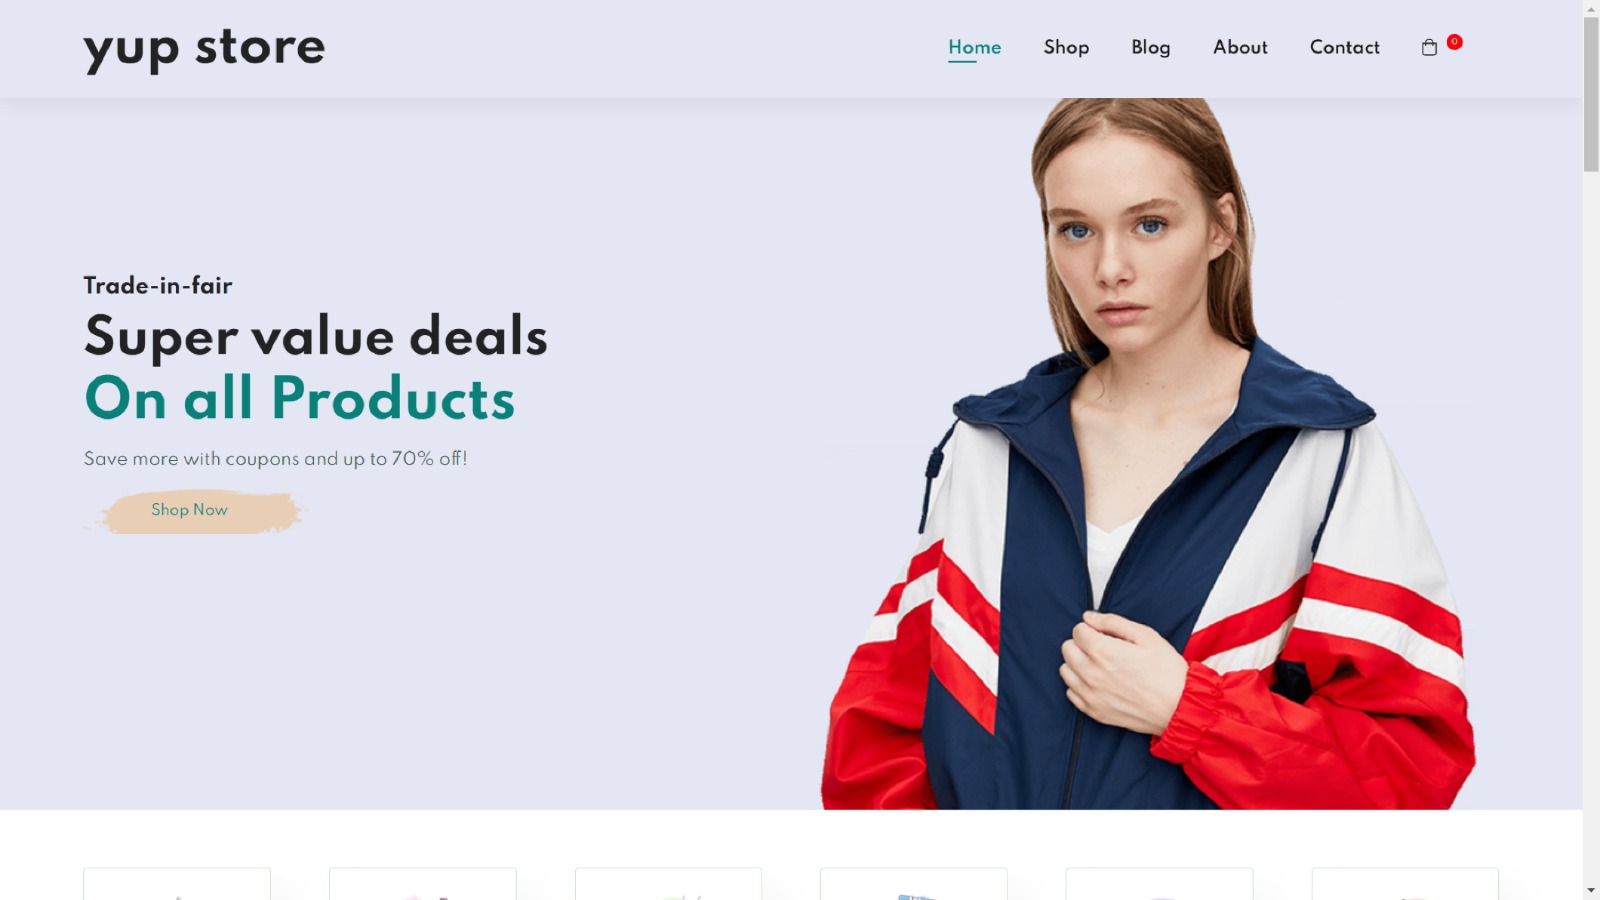 yup store
Home
Shop
Blog
About
Contact
0
Trade-in-fair
Super value deals
On all Products
Save more with coupons and up to 70% off!
Shop Now